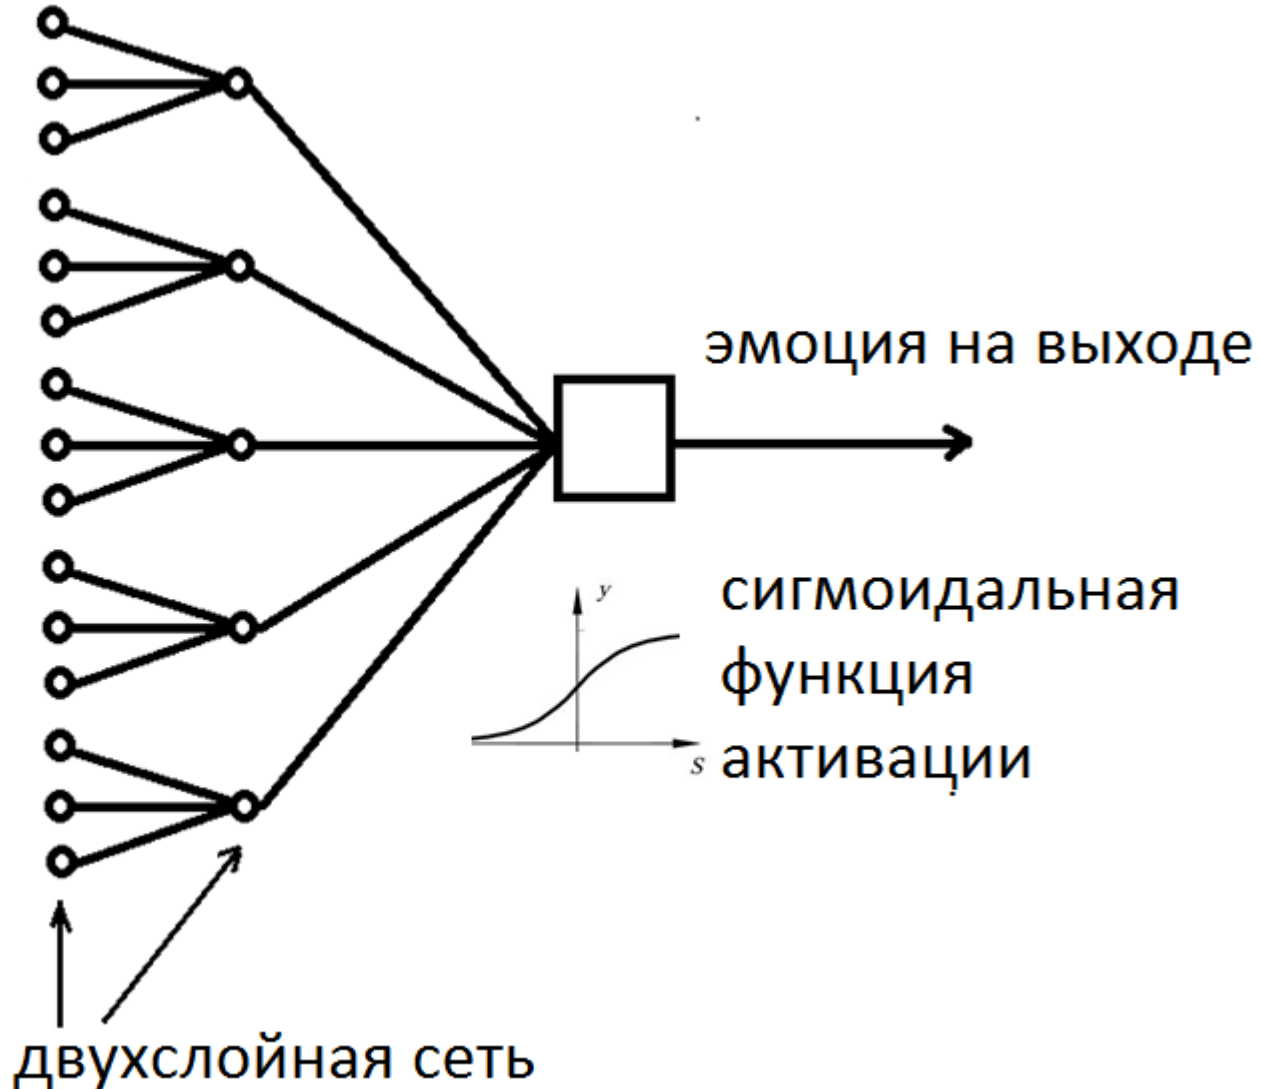 эмоция на выходе
y
сигмоидальная
функция
S активации
двухслойная сеть